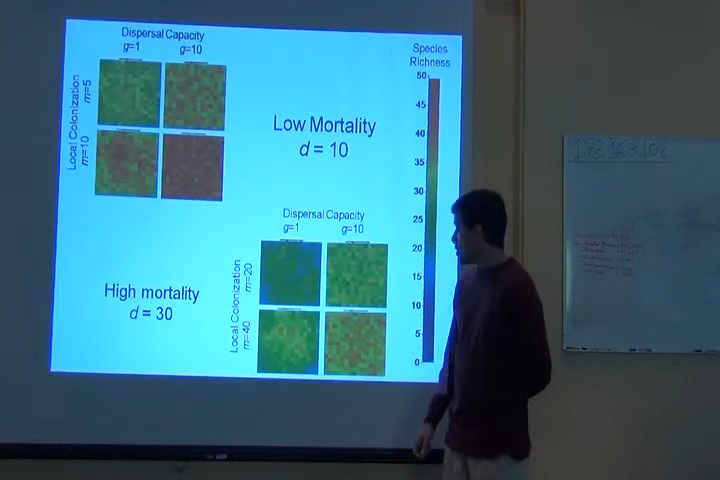 Dispersal Capacity
g=1 g=10
Local Colonization
m=5
m=10
Low Mortality
d = 10
Species
Richness
50
45
40
35
30
25
20
15
10
5
0
Dispersal Capacity
g=1 g=10
Local Colonization
m=20
m=40
High mortality
d = 30